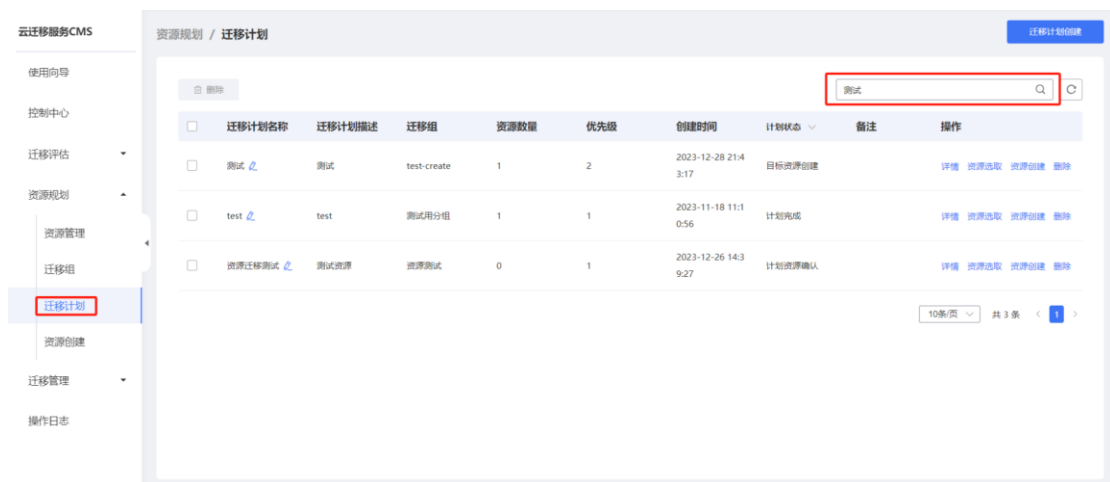 云迁移服务CMS
使用向导
控制中心
迁移评估
资源规划
资源管理
迁移组
迁移计划
资源创建
迁移管理
操作日志
资源规划 / 迁移计划
迁移计划创建
删除
测试
迁移计划名称 迁移计划描述 迁移组 资源数量 优先级 创建时间 计划状态 备注 操作
测试 测试 test-create 1 2 2023-12-28 21:4 目标资源创建 详情 资源选取 资源创建 删除
3:17
test test 测试用分组 1 1 2023-11-18 11:1 计划完成 详情 资源选取 资源创建 删除
0:56
资源迁移测试 测试资源 资源测试 0 1 2023-12-26 14:3 计划资源确认 详情 资源选取 资源创建 删除
9:27
10条/页 共 3 条 1